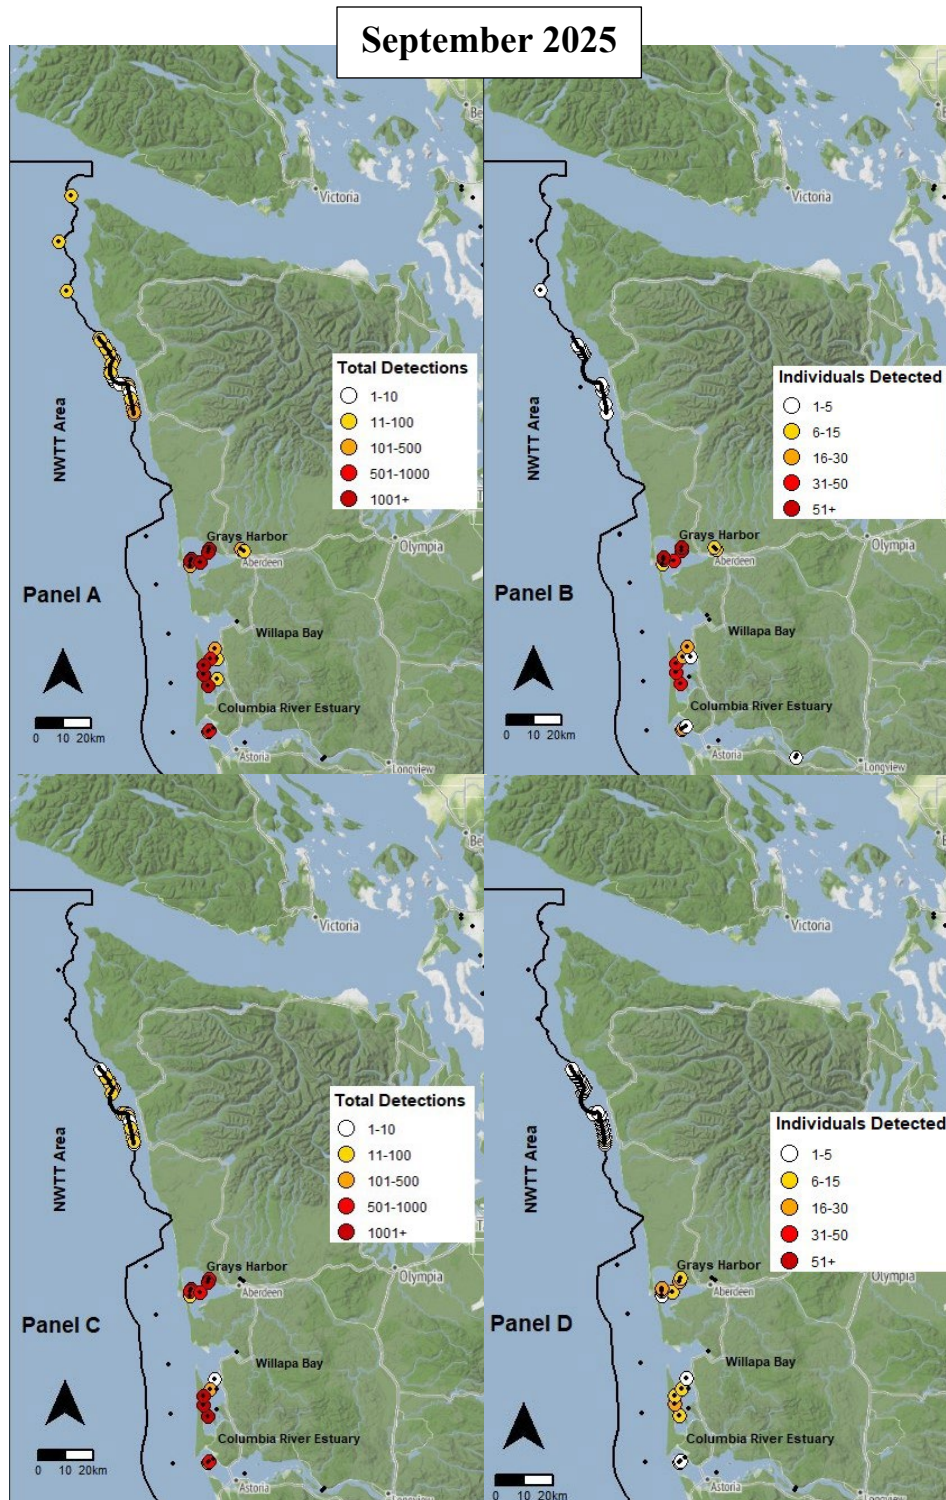 September 2025
Be
Victoria
Victoria
Total Detections
1-10
11-100
101-500
501-1000
1001+
NWTT Area
Individuals Detected
1-5
6-15
16-30
31-50
51+
NWTT Area
Grays Harbor
Olympia
Aberdeen
Panel A
Grays Harbor
Olympia
Aberdeen
Panel B
Willapa Bay
Willapa Bay
Columbia River Estuary
0 10 20km
Astoria
Longview
Columbia River Estuary
0 10 20km
Astoria
Longview
Be
Victoria
Victoria
Total Detections
1-10
11-100
101-500
501-1000
1001+
NWTT Area
Individuals Detected
1-5
6-15
16-30
31-50
51+
NWTT Area
Grays Harbor
Olympia
Aberdeen
Panel C
Grays Harbor
Olympia
Aberdeen
Panel D
Willapa Bay
Willapa Bay
Columbia River Estuary
0 10 20km
Astoria
Longview
Columbia River Estuary
0 10 20km
Astoria
Longview